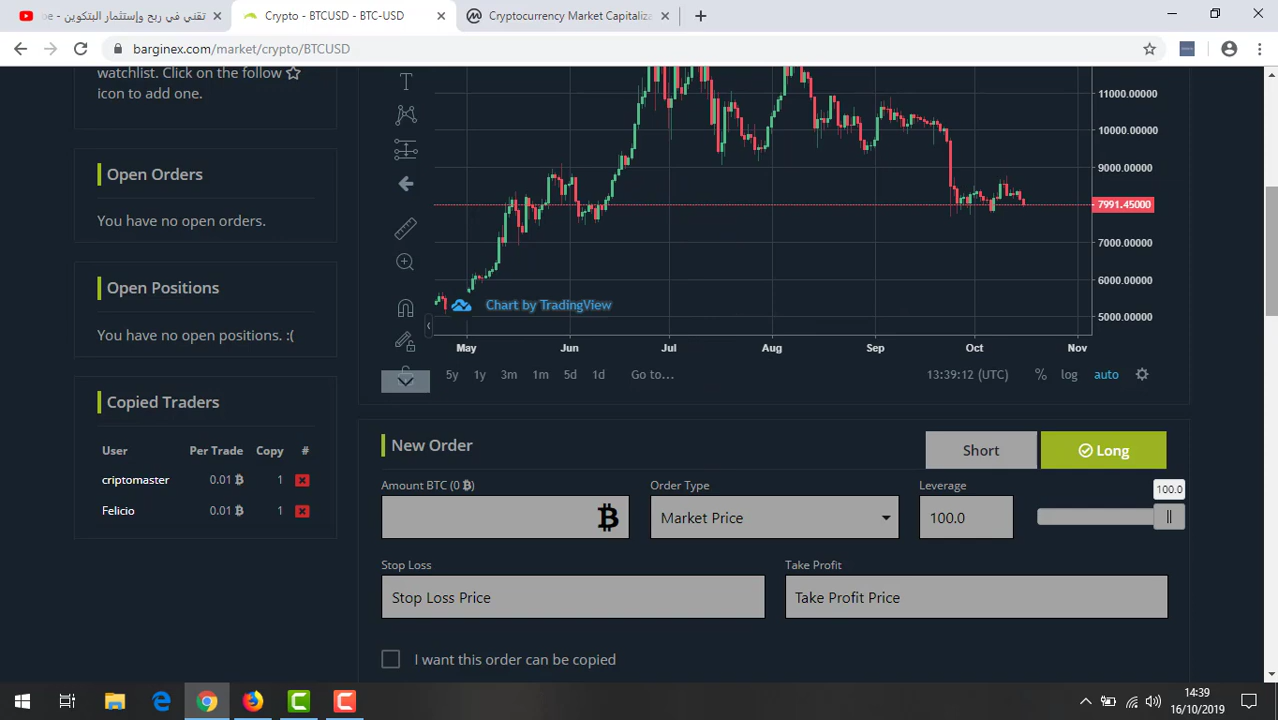 تقني في ربح وإستثمار البتكوين - be
Crypto - BTCUSD - BTC-USD
Cryptocurrency Market Capitaliza
barginex.com/market/crypto/BTCUSD
watchlist. Click on the follow
icon to add one.
Open Orders
You have no open orders.
Open Positions
You have no open positions. :(
Copied Traders
User Per Trade Copy #
criptomaster 0.01 ₿ 1
Felicio 0.01 ₿ 1
11000.00000
10000.00000
9000.00000
7991.45000
7000.00000
6000.00000
5000.00000
Chart by TradingView
May Jun Jul Aug Sep Oct Nov
5y 1y 3m 1m 5d 1d Go to... 13:39:12 (UTC) % log auto
New Order
Short Long
Amount BTC (0 ₿) Order Type Leverage
100.0
Market Price 100.0
Stop Loss Take Profit
Stop Loss Price Take Profit Price
I want this order can be copied
14:39
16/10/2019